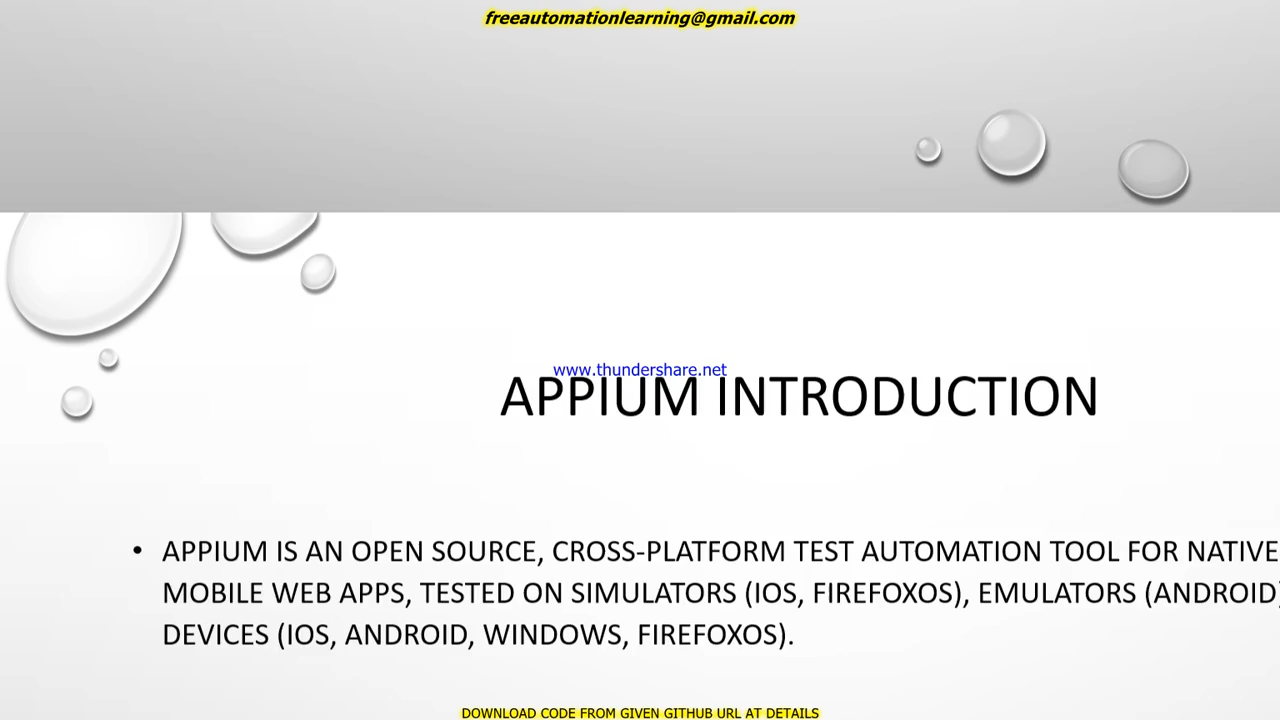 freeautomationlearning@gmail.com
www.thundershare.net
APPIUM INTRODUCTION
• APPIUM IS AN OPEN SOURCE, CROSS-PLATFORM TEST AUTOMATION TOOL FOR NATIVE
MOBILE WEB APPS, TESTED ON SIMULATORS (IOS, FIREFOXOS), EMULATORS (ANDROID)
DEVICES (IOS, ANDROID, WINDOWS, FIREFOXOS).
DOWNLOAD CODE FROM GIVEN GITHUB URL AT DETAILS